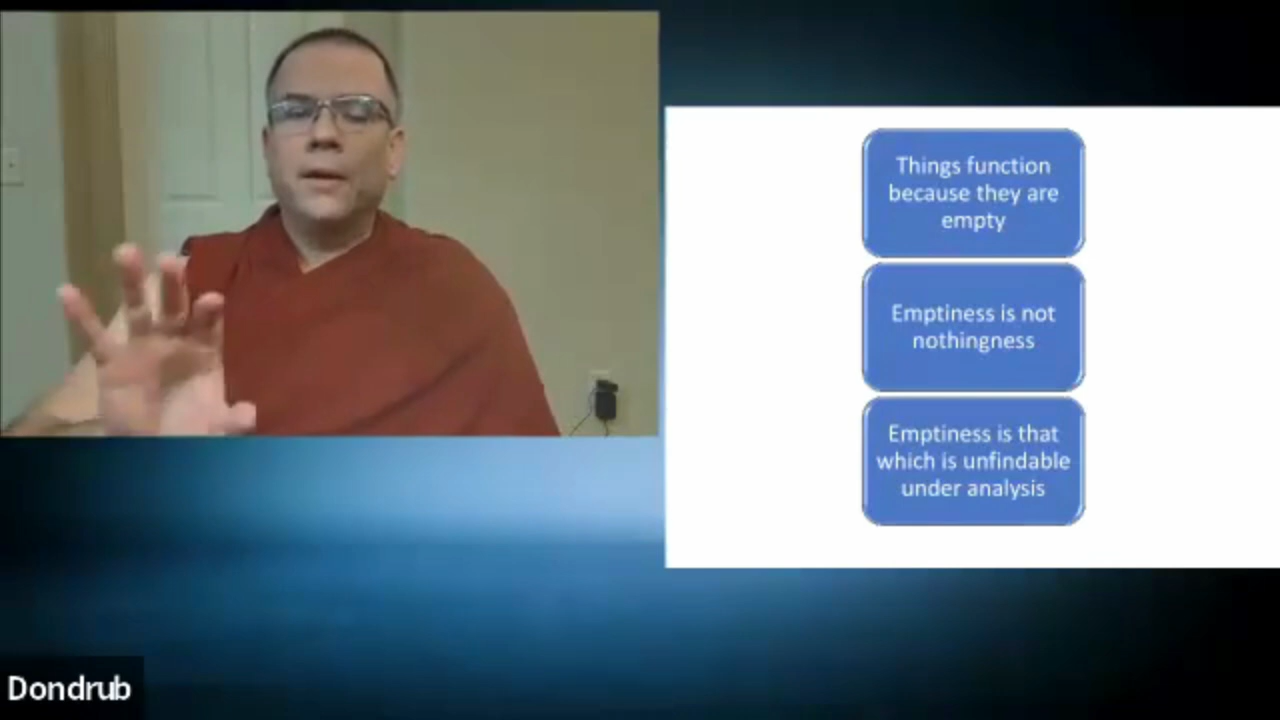 Things function
because they are
empty
Emptiness is not
nothingness
Emptiness is that
which is unfindable
under analysis
Dondrub